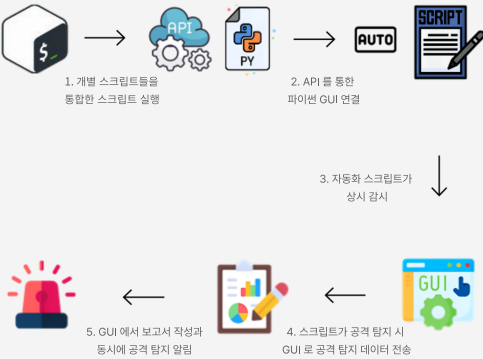 $_
API
PY
AUTO
SCRIPT
1. 개별 스크립트들을
통합한 스크립트 실행
2. API 를 통한
파이썬 GUI 연결
3. 자동화 스크립트가
상시 감시
GUI
5. GUI 에서 보고서 작성과
동시에 공격 탐지 알림
4. 스크립트가 공격 탐지 시
GUI 로 공격 탐지 데이터 전송